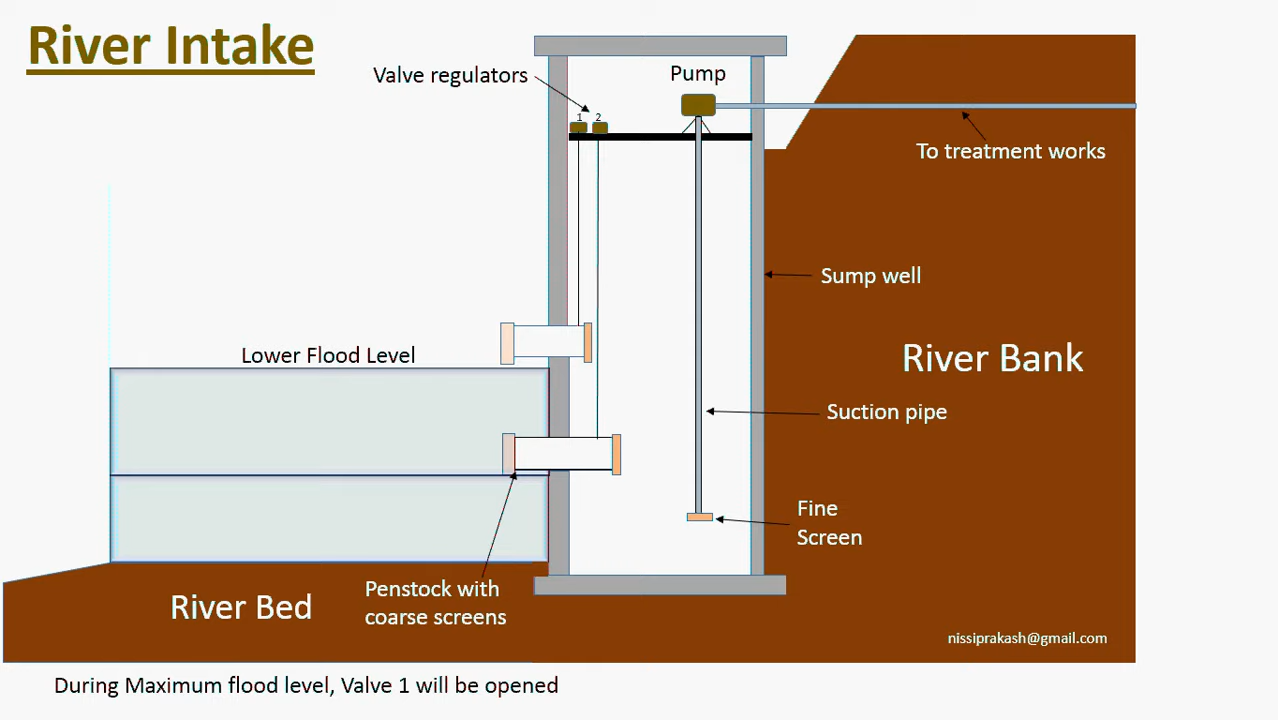 River Intake
Valve regulators
Pump
1 2
To treatment works
Sump well
Lower Flood Level
River Bank
Suction pipe
Fine
Screen
Penstock with
coarse screens
River Bed
nissiprakash@gmail.com
During Maximum flood level, Valve 1 will be opened